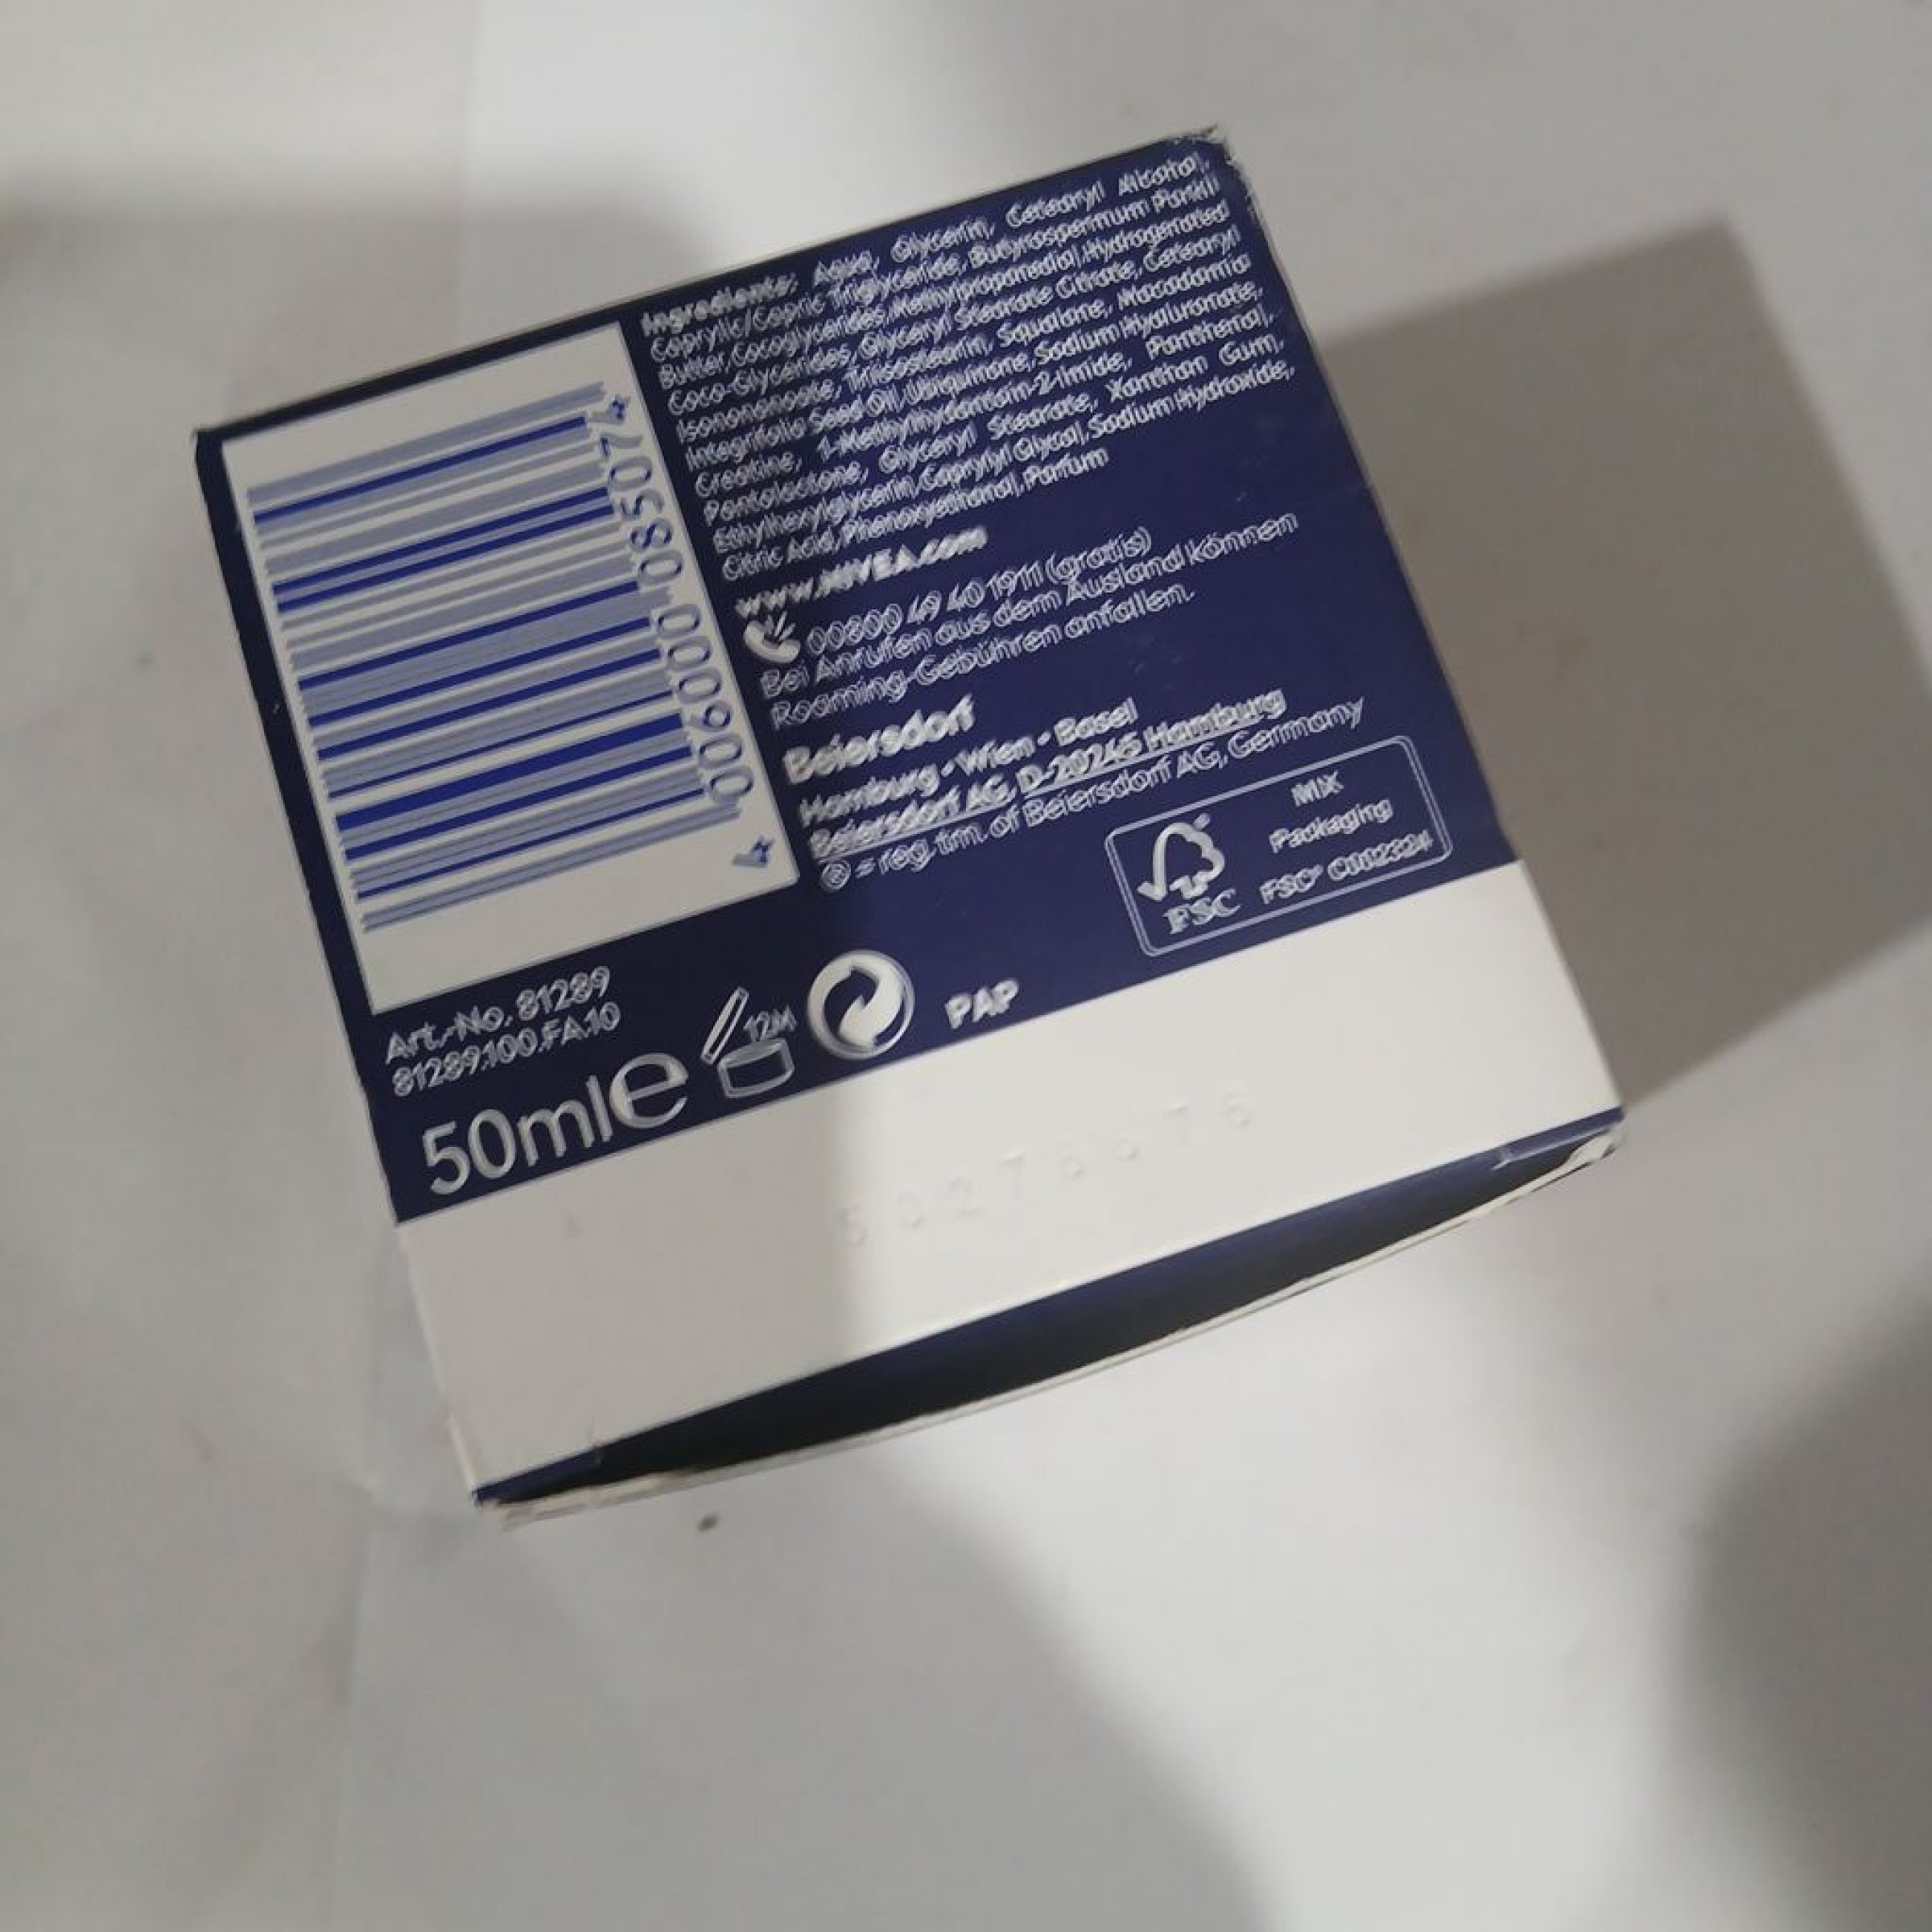 Ingredients: Aqua, Glycerin, Cetearyl Alcohol,
Caprylic/Capric Triglyceride, Butyrospermum Parkii
Butter, Cocoglycerides, Methylpropanediol, Hydrogenated
Coco-Glycerides, Glyceryl Stearate Citrate, Cetearyl
Isononanoate, Triisostearin, Squalane, Macadamia
Integrifolia Seed Oil, Ubiquinone, Sodium Hyaluronate,
Creatine, 1-Methylhydantoin-2-Imide, Panthenol,
Pantolactone, Glyceryl Stearate, Xanthan Gum,
Ethylhexylglycerin, Caprylyl Glycol, Sodium Hydroxide,
Citric Acid, Phenoxyethanol, Parfum
www.NIVEA.com
00800 49 40 1911 (gratis)
Bei Anrufen aus dem Ausland können
Roaming-Gebühren anfallen.
Beiersdorf
Hamburg • Wien • Basel
Beiersdorf AG, D-20245 Hamburg
® = reg. tm. of Beiersdorf AG, Germany
MIX
Packaging
FSC
FSC®
Art.-No. 81289
81289.100.FA.10
50ml e
12M
PAP